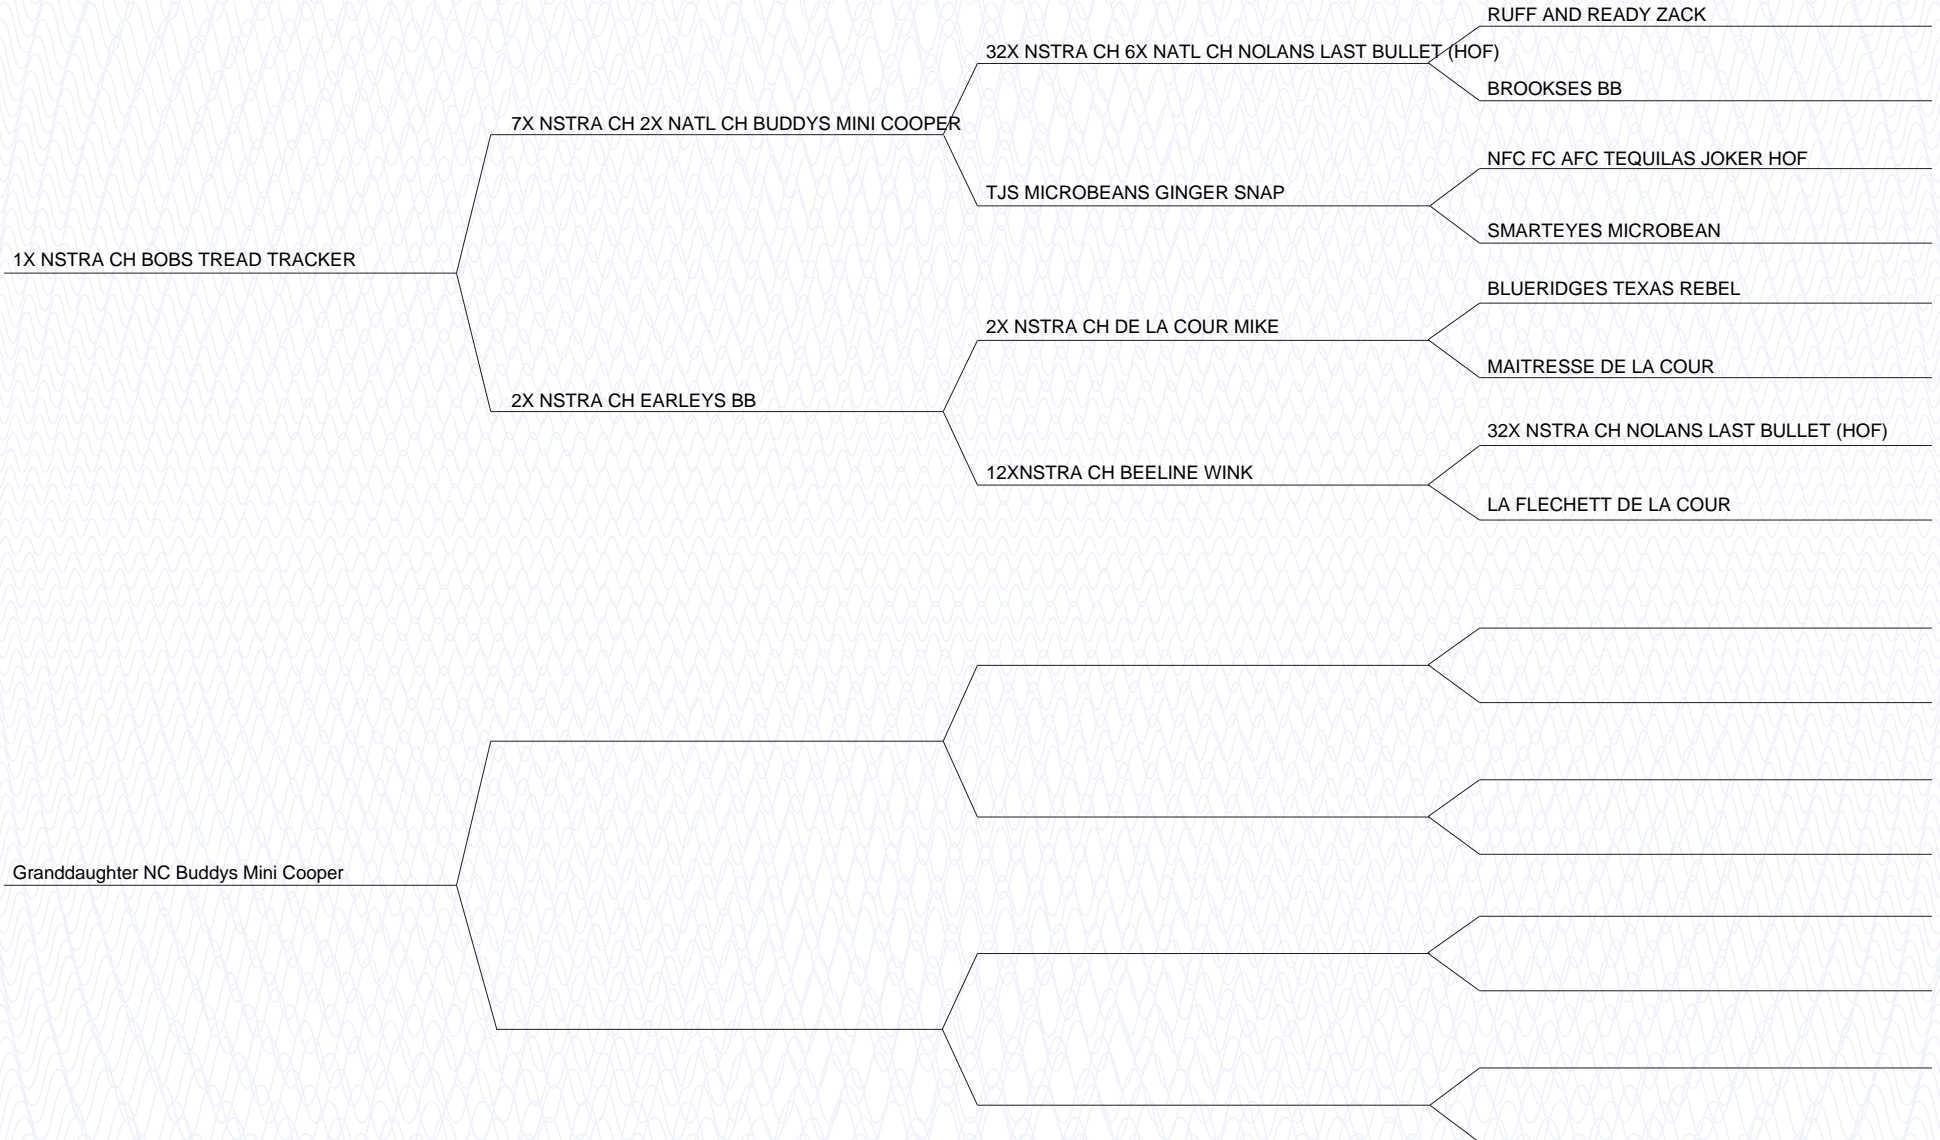 RUFF AND READY ZACK
32X NSTRA CH 6X NATL CH NOLANS LAST BULLET (HOF)
BROOKSES BB
7X NSTRA CH 2X NATL CH BUDDYS MINI COOPER
NFC FC AFC TEQUILAS JOKER HOF
TJS MICROBEANS GINGER SNAP
SMARTEYES MICROBEAN
1X NSTRA CH BOBS TREAD TRACKER
BLUERIDGES TEXAS REBEL
2X NSTRA CH DE LA COUR MIKE
MAITRESSE DE LA COUR
2X NSTRA CH EARLEYS BB
32X NSTRA CH NOLANS LAST BULLET (HOF)
12XNSTRA CH BEELINE WINK
LA FLECHETT DE LA COUR
Granddaughter NC Buddys Mini Cooper